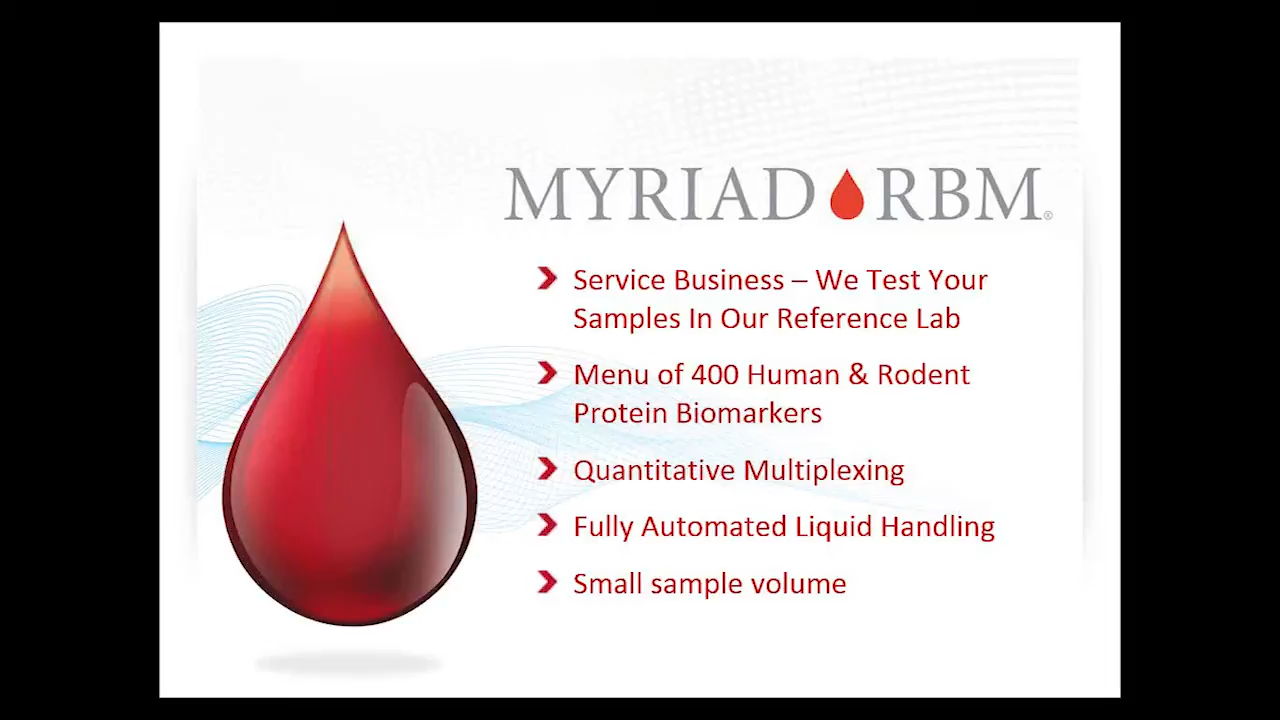 MYRIAD RBM®
Service Business – We Test Your
Samples In Our Reference Lab
Menu of 400 Human & Rodent
Protein Biomarkers
Quantitative Multiplexing
Fully Automated Liquid Handling
Small sample volume